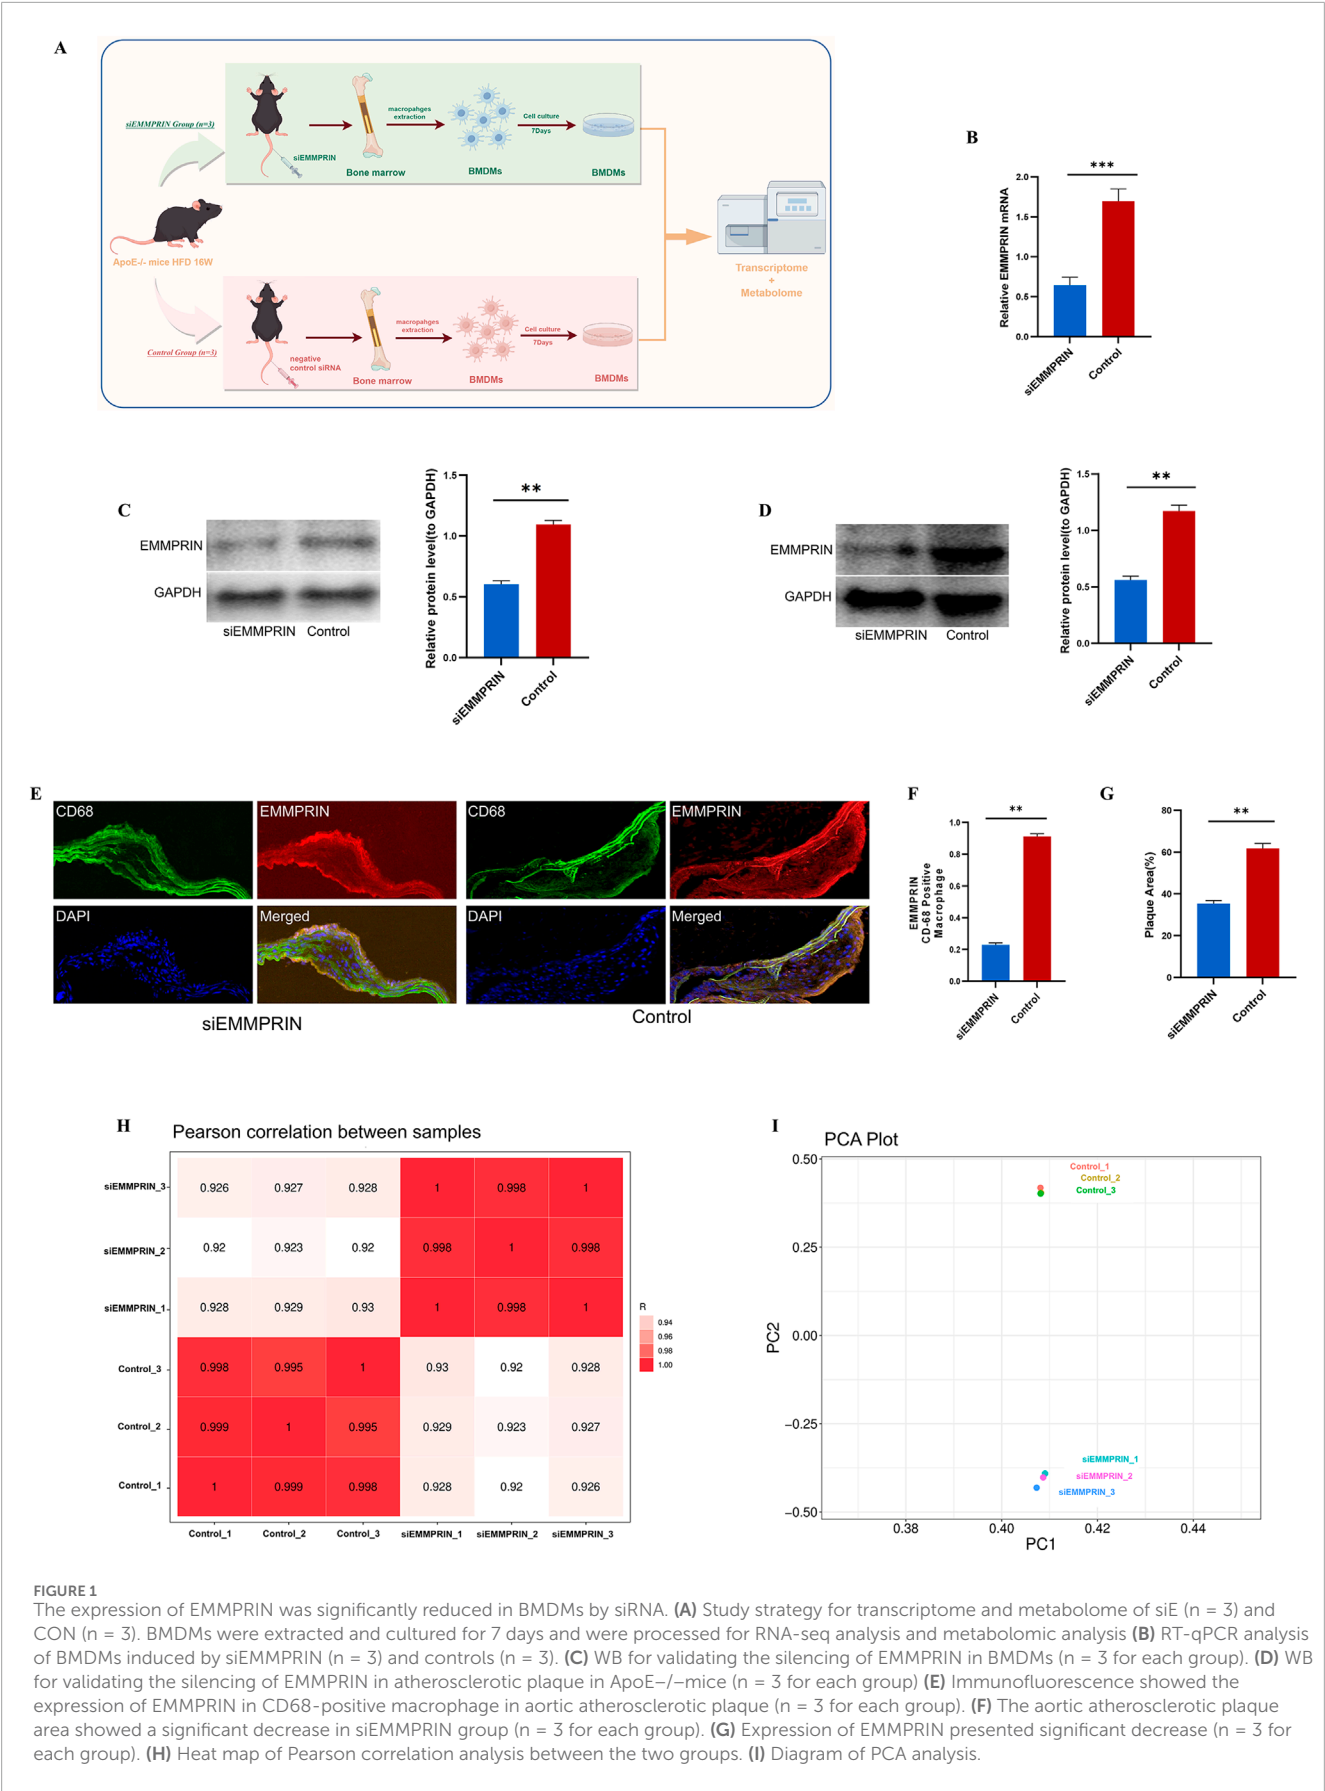 A
siEMMPRIN Group (n=3)
siEMMPRIN
Bone marrow
macropahges
extraction
BMDMs
Cell culture
7Days
BMDMs
ApoE-/- mice HFD 16W
Control Group (n=3)
negative
control siRNA
Bone marrow
macropahges
extraction
BMDMs
Cell culture
7Days
BMDMs
Transcriptome
+
Metabolome
B
Relative EMMPRIN mRNA
2.0
1.5
1.0
0.5
0.0
***
siEMMPRIN
Control
C
EMMPRIN
GAPDH
siEMMPRIN Control
Relative protein level(to GAPDH)
1.5
1.0
0.5
0.0
**
siEMMPRIN
Control
D
EMMPRIN
GAPDH
siEMMPRIN Control
Relative protein level(to GAPDH)
1.5
1.0
0.5
0.0
**
siEMMPRIN
Control
E
CD68
EMMPRIN
DAPI
Merged
siEMMPRIN
CD68
EMMPRIN
DAPI
Merged
Control
F
EMMPRIN
CD-68 Positive
Macrophage
1.0
0.8
0.6
0.4
0.2
0.0
**
siEMMPRIN
Control
G
Plaque Area(%)
80
60
40
20
0
**
siEMMPRIN
Control
H
Pearson correlation between samples
siEMMPRIN_3 0.926 0.927 0.928 1 0.998 1
siEMMPRIN_2 0.92 0.923 0.92 0.998 1 0.998
siEMMPRIN_1 0.928 0.929 0.93 1 0.998 1
Control_3 0.998 0.995 1 0.93 0.92 0.928
Control_2 0.999 1 0.995 0.929 0.923 0.927
Control_1 1 0.999 0.998 0.928 0.92 0.926
Control_1 Control_2 Control_3 siEMMPRIN_1 siEMMPRIN_2 siEMMPRIN_3
R
0.94
0.96
0.98
1.00
I
PCA Plot
PC2
0.50
0.25
0.00
−0.25
−0.50
Control_1
Control_2
Control_3
siEMMPRIN_1
siEMMPRIN_2
siEMMPRIN_3
0.38 0.40 0.42 0.44
PC1
FIGURE 1
The expression of EMMPRIN was significantly reduced in BMDMs by siRNA. (A) Study strategy for transcriptome and metabolome of siE (n = 3) and
CON (n = 3). BMDMs were extracted and cultured for 7 days and were processed for RNA-seq analysis and metabolomic analysis (B) RT-qPCR analysis
of BMDMs induced by siEMMPRIN (n = 3) and controls (n = 3). (C) WB for validating the silencing of EMMPRIN in BMDMs (n = 3 for each group). (D) WB
for validating the silencing of EMMPRIN in atherosclerotic plaque in ApoE−/−mice (n = 3 for each group) (E) Immunofluorescence showed the
expression of EMMPRIN in CD68-positive macrophage in aortic atherosclerotic plaque (n = 3 for each group). (F) The aortic atherosclerotic plaque
area showed a significant decrease in siEMMPRIN group (n = 3 for each group). (G) Expression of EMMPRIN presented significant decrease (n = 3 for
each group). (H) Heat map of Pearson correlation analysis between the two groups. (I) Diagram of PCA analysis.